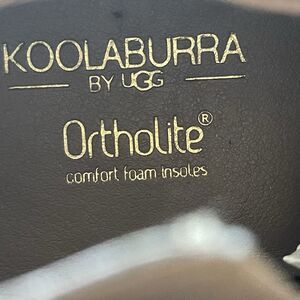 KOOLABURRA
BY UGG
Ortholite®
comfort foam insoles